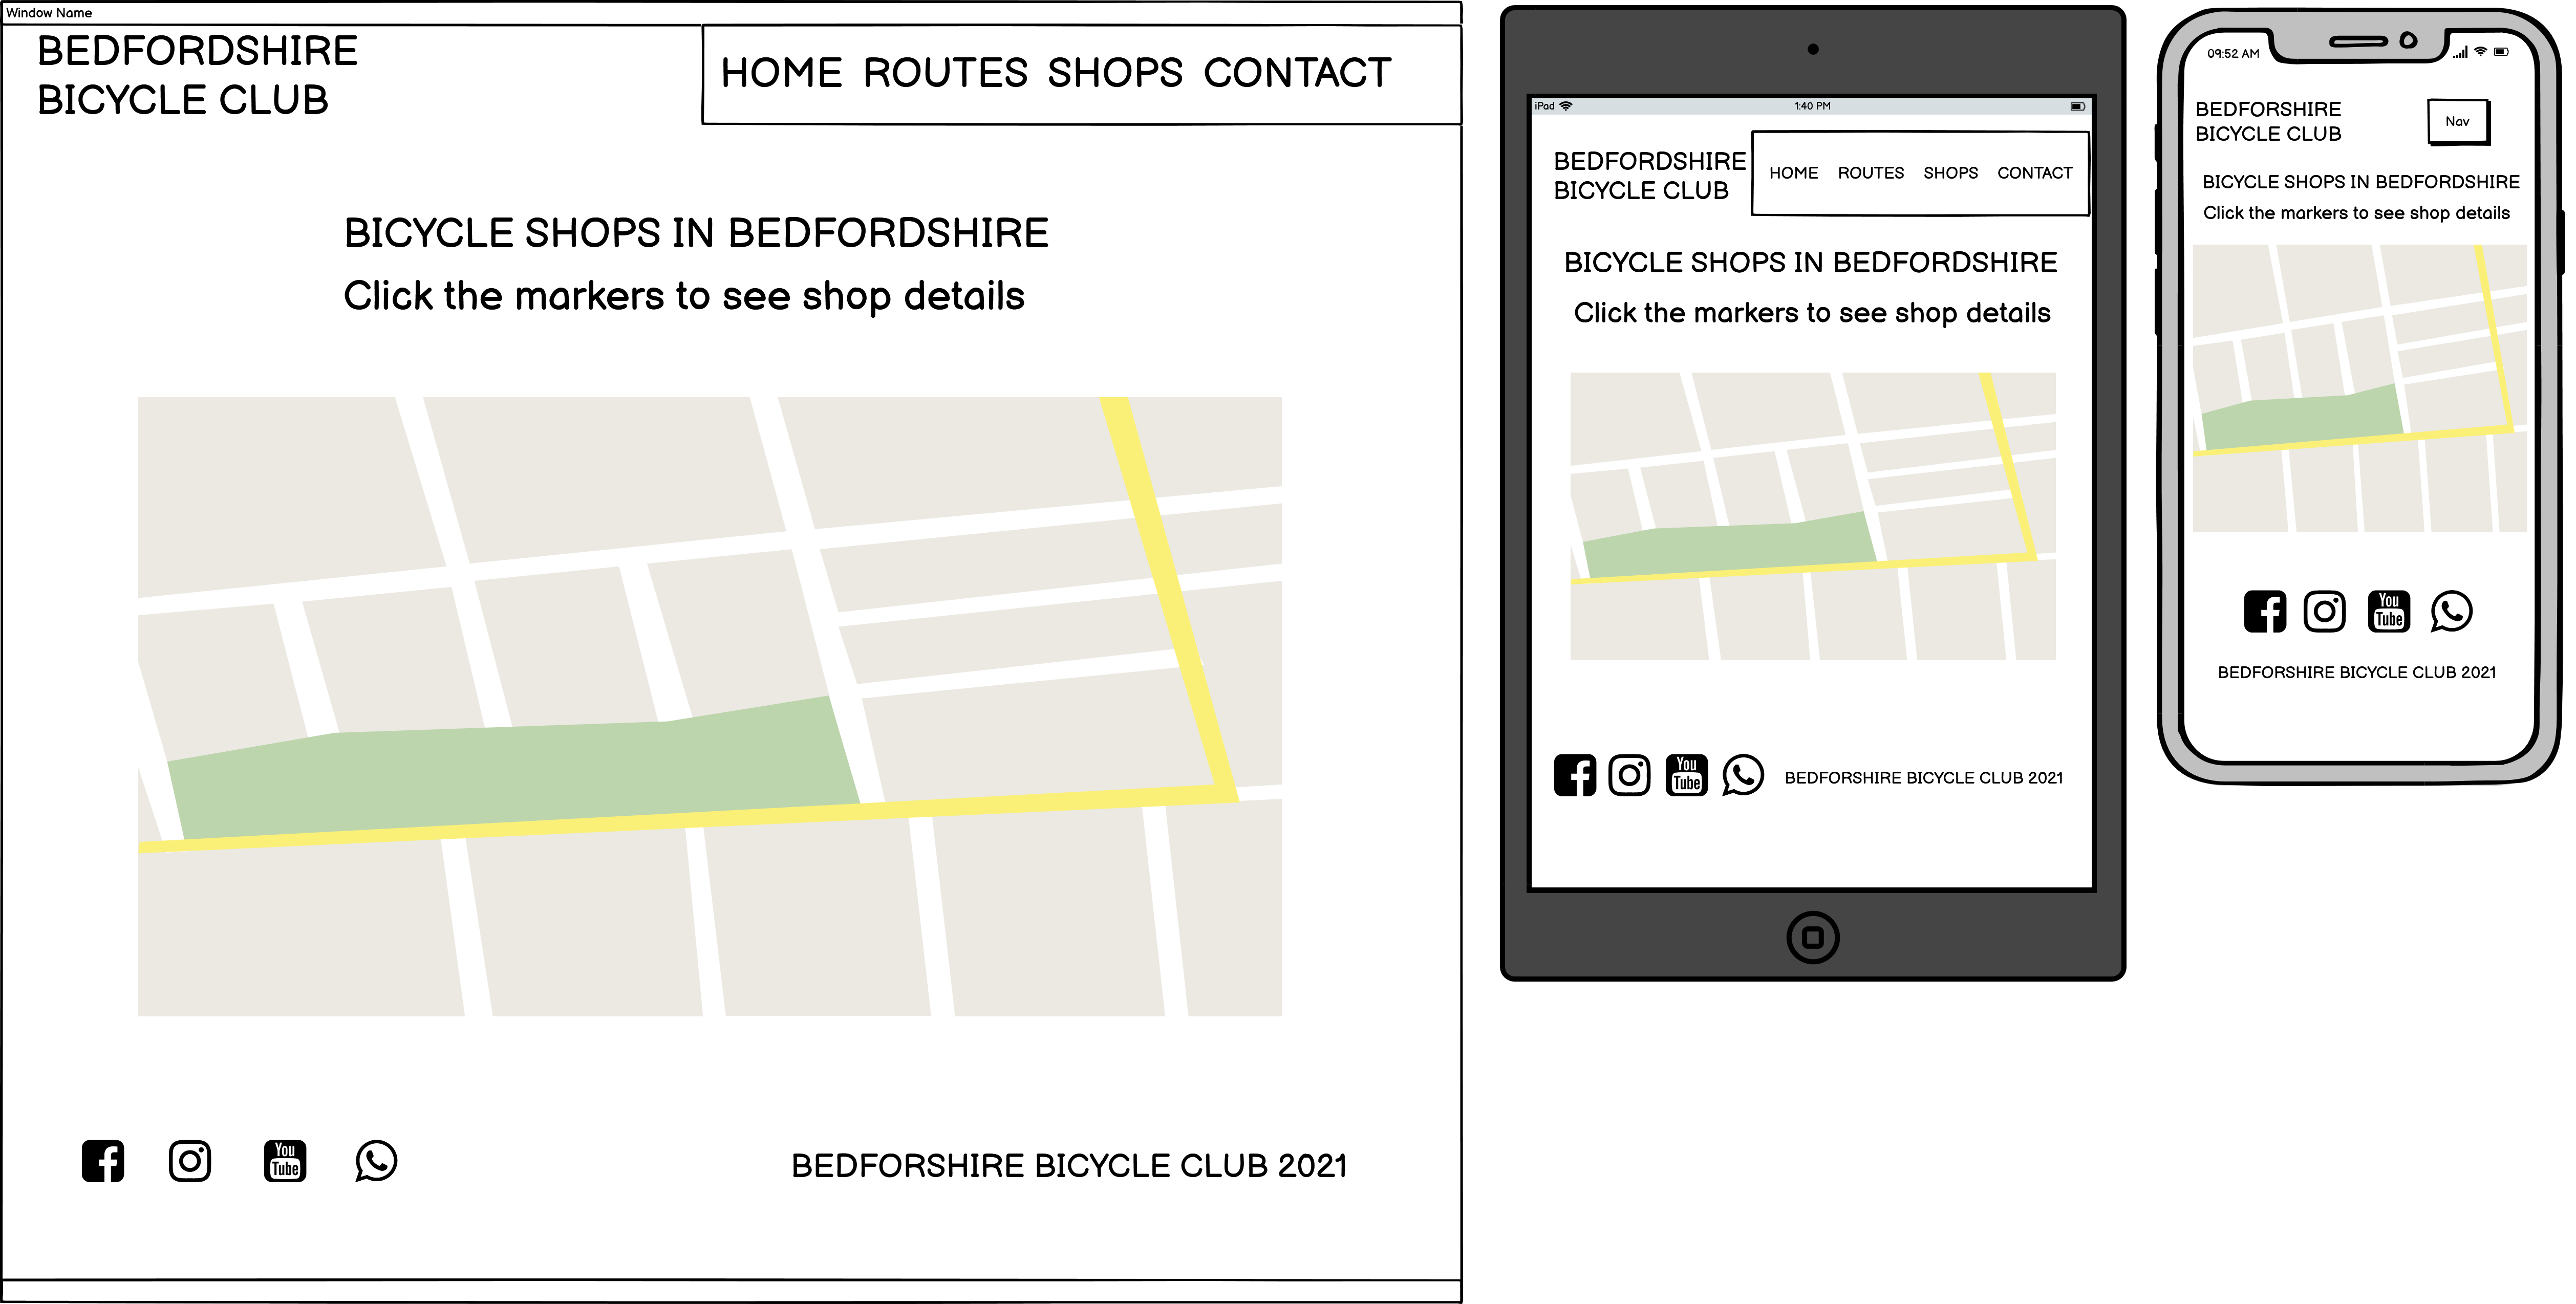 Window Name
BEDFORDSHIRE
BICYCLE CLUB
HOME ROUTES SHOPS CONTACT
BICYCLE SHOPS IN BEDFORDSHIRE
Click the markers to see shop details
You
Tube
BEDFORSHIRE BICYCLE CLUB 2021
iPad
1:40 PM
BEDFORDSHIRE
BICYCLE CLUB
HOME ROUTES SHOPS CONTACT
BICYCLE SHOPS IN BEDFORDSHIRE
Click the markers to see shop details
You
Tube
BEDFORSHIRE BICYCLE CLUB 2021
09:52 AM
BEDFORSHIRE
BICYCLE CLUB
Nav
BICYCLE SHOPS IN BEDFORDSHIRE
Click the markers to see shop details
You
Tube
BEDFORSHIRE BICYCLE CLUB 2021